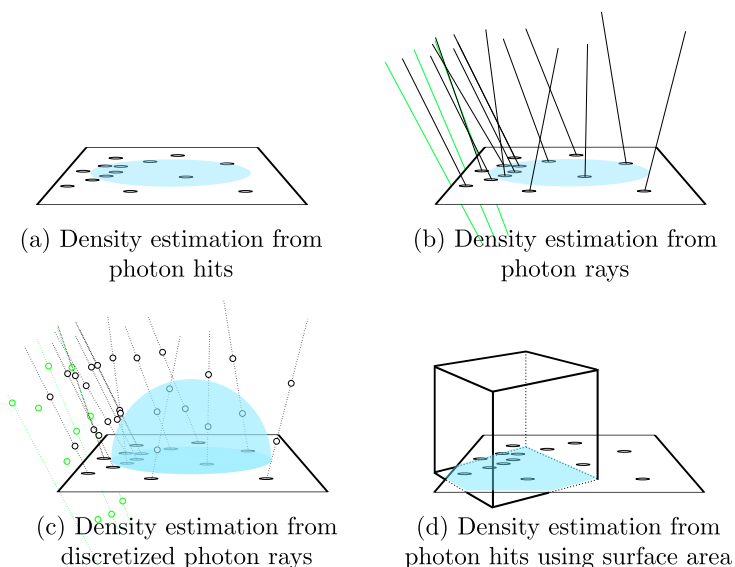 (a) Density estimation from
photon hits
(b) Density estimation from
photon rays
(c) Density estimation from
discretized photon rays
(d) Density estimation from
photon hits using surface area